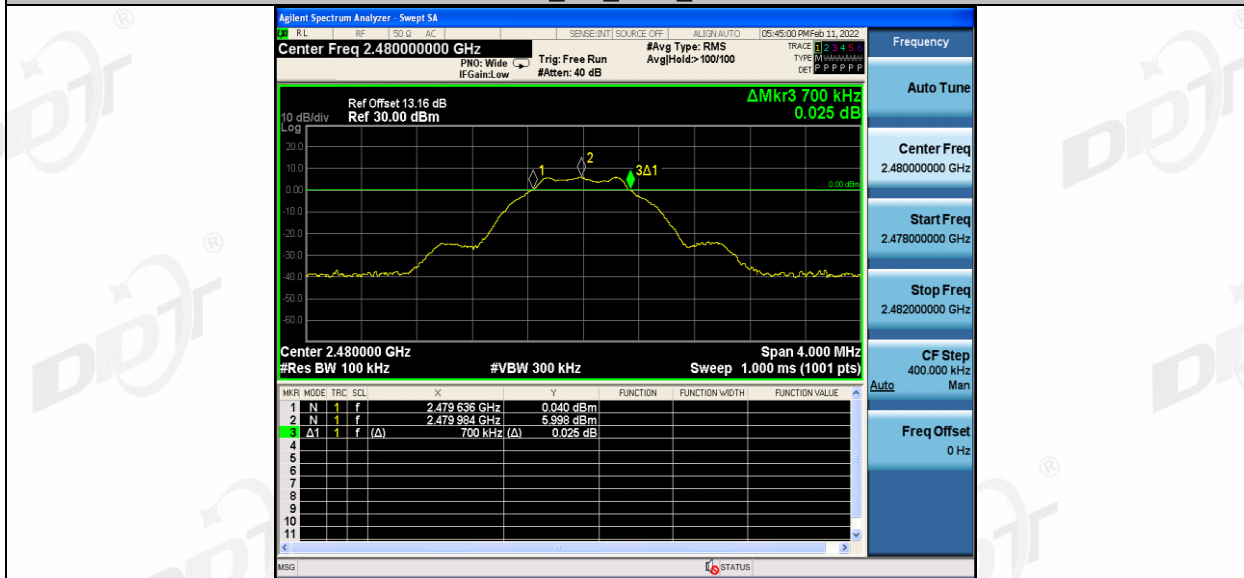 Agilent Spectrum Analyzer - Swept SA
RL RF 50 Ω AC SENSE:INT SOURCE OFF ALIGN AUTO 05:45:00 PM Feb 11, 2022
Center Freq 2.480000000 GHz
PNO: Wide
IFGain:Low
Trig: Free Run
#Atten: 40 dB
#Avg Type: RMS
Avg|Hold:>100/100
TRACE 1 2 3 4 5 6
TYPE M WWWWW
DET P P P P P P
Frequency
Auto Tune
Center Freq
2.480000000 GHz
Start Freq
2.478000000 GHz
Stop Freq
2.482000000 GHz
CF Step
400.000 kHz
Auto Man
Freq Offset
0 Hz
ΔMkr3 700 kHz
0.025 dB
Ref Offset 13.16 dB
10 dB/div Ref 30.00 dBm
Log
20.0
10.0
0.00
-10.0
-20.0
-30.0
-40.0
-50.0
-60.0
1
2
3Δ1
0.00 dBm
Center 2.480000 GHz Span 4.000 MHz
#Res BW 100 kHz #VBW 300 kHz Sweep 1.000 ms (1001 pts)
MKR MODE TRC SCL X Y FUNCTION FUNCTION WIDTH FUNCTION VALUE
1 N 1 f 2.479 636 GHz 0.040 dBm
2 N 1 f 2.479 984 GHz 5.998 dBm
3 Δ1 1 f (Δ) 700 kHz (Δ) 0.025 dB
4
5
6
7
8
9
10
11
MSG STATUS
DDT
DDT
DDT
DDT
DDT
DDT
®
®
®
®